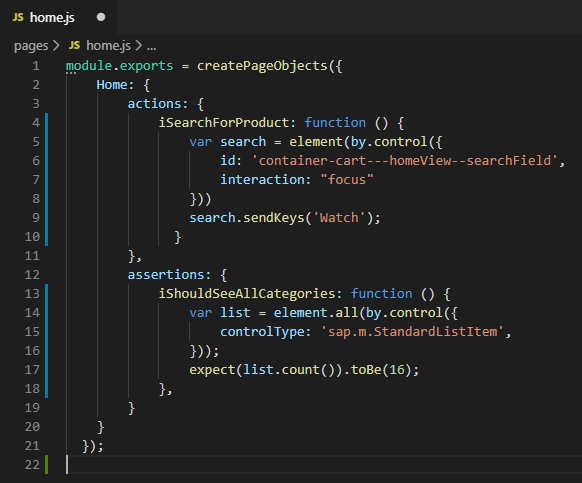 JS home.js ●
pages > JS home.js > ...
1 module.exports = createPageObjects({
2     Home: {
3         actions: {
4             iSearchForProduct: function () {
5                 var search = element(by.control({
6                     id: 'container-cart---homeView--searchField',
7                     interaction: "focus"
8                 }))
9                 search.sendKeys('Watch');
10               }
11         },
12         assertions: {
13             iShouldSeeAllCategories: function () {
14                 var list = element.all(by.control({
15                     controlType: 'sap.m.StandardListItem',
16                 }));
17                 expect(list.count()).toBe(16);
18             },
19         }
20     }
21   });
22